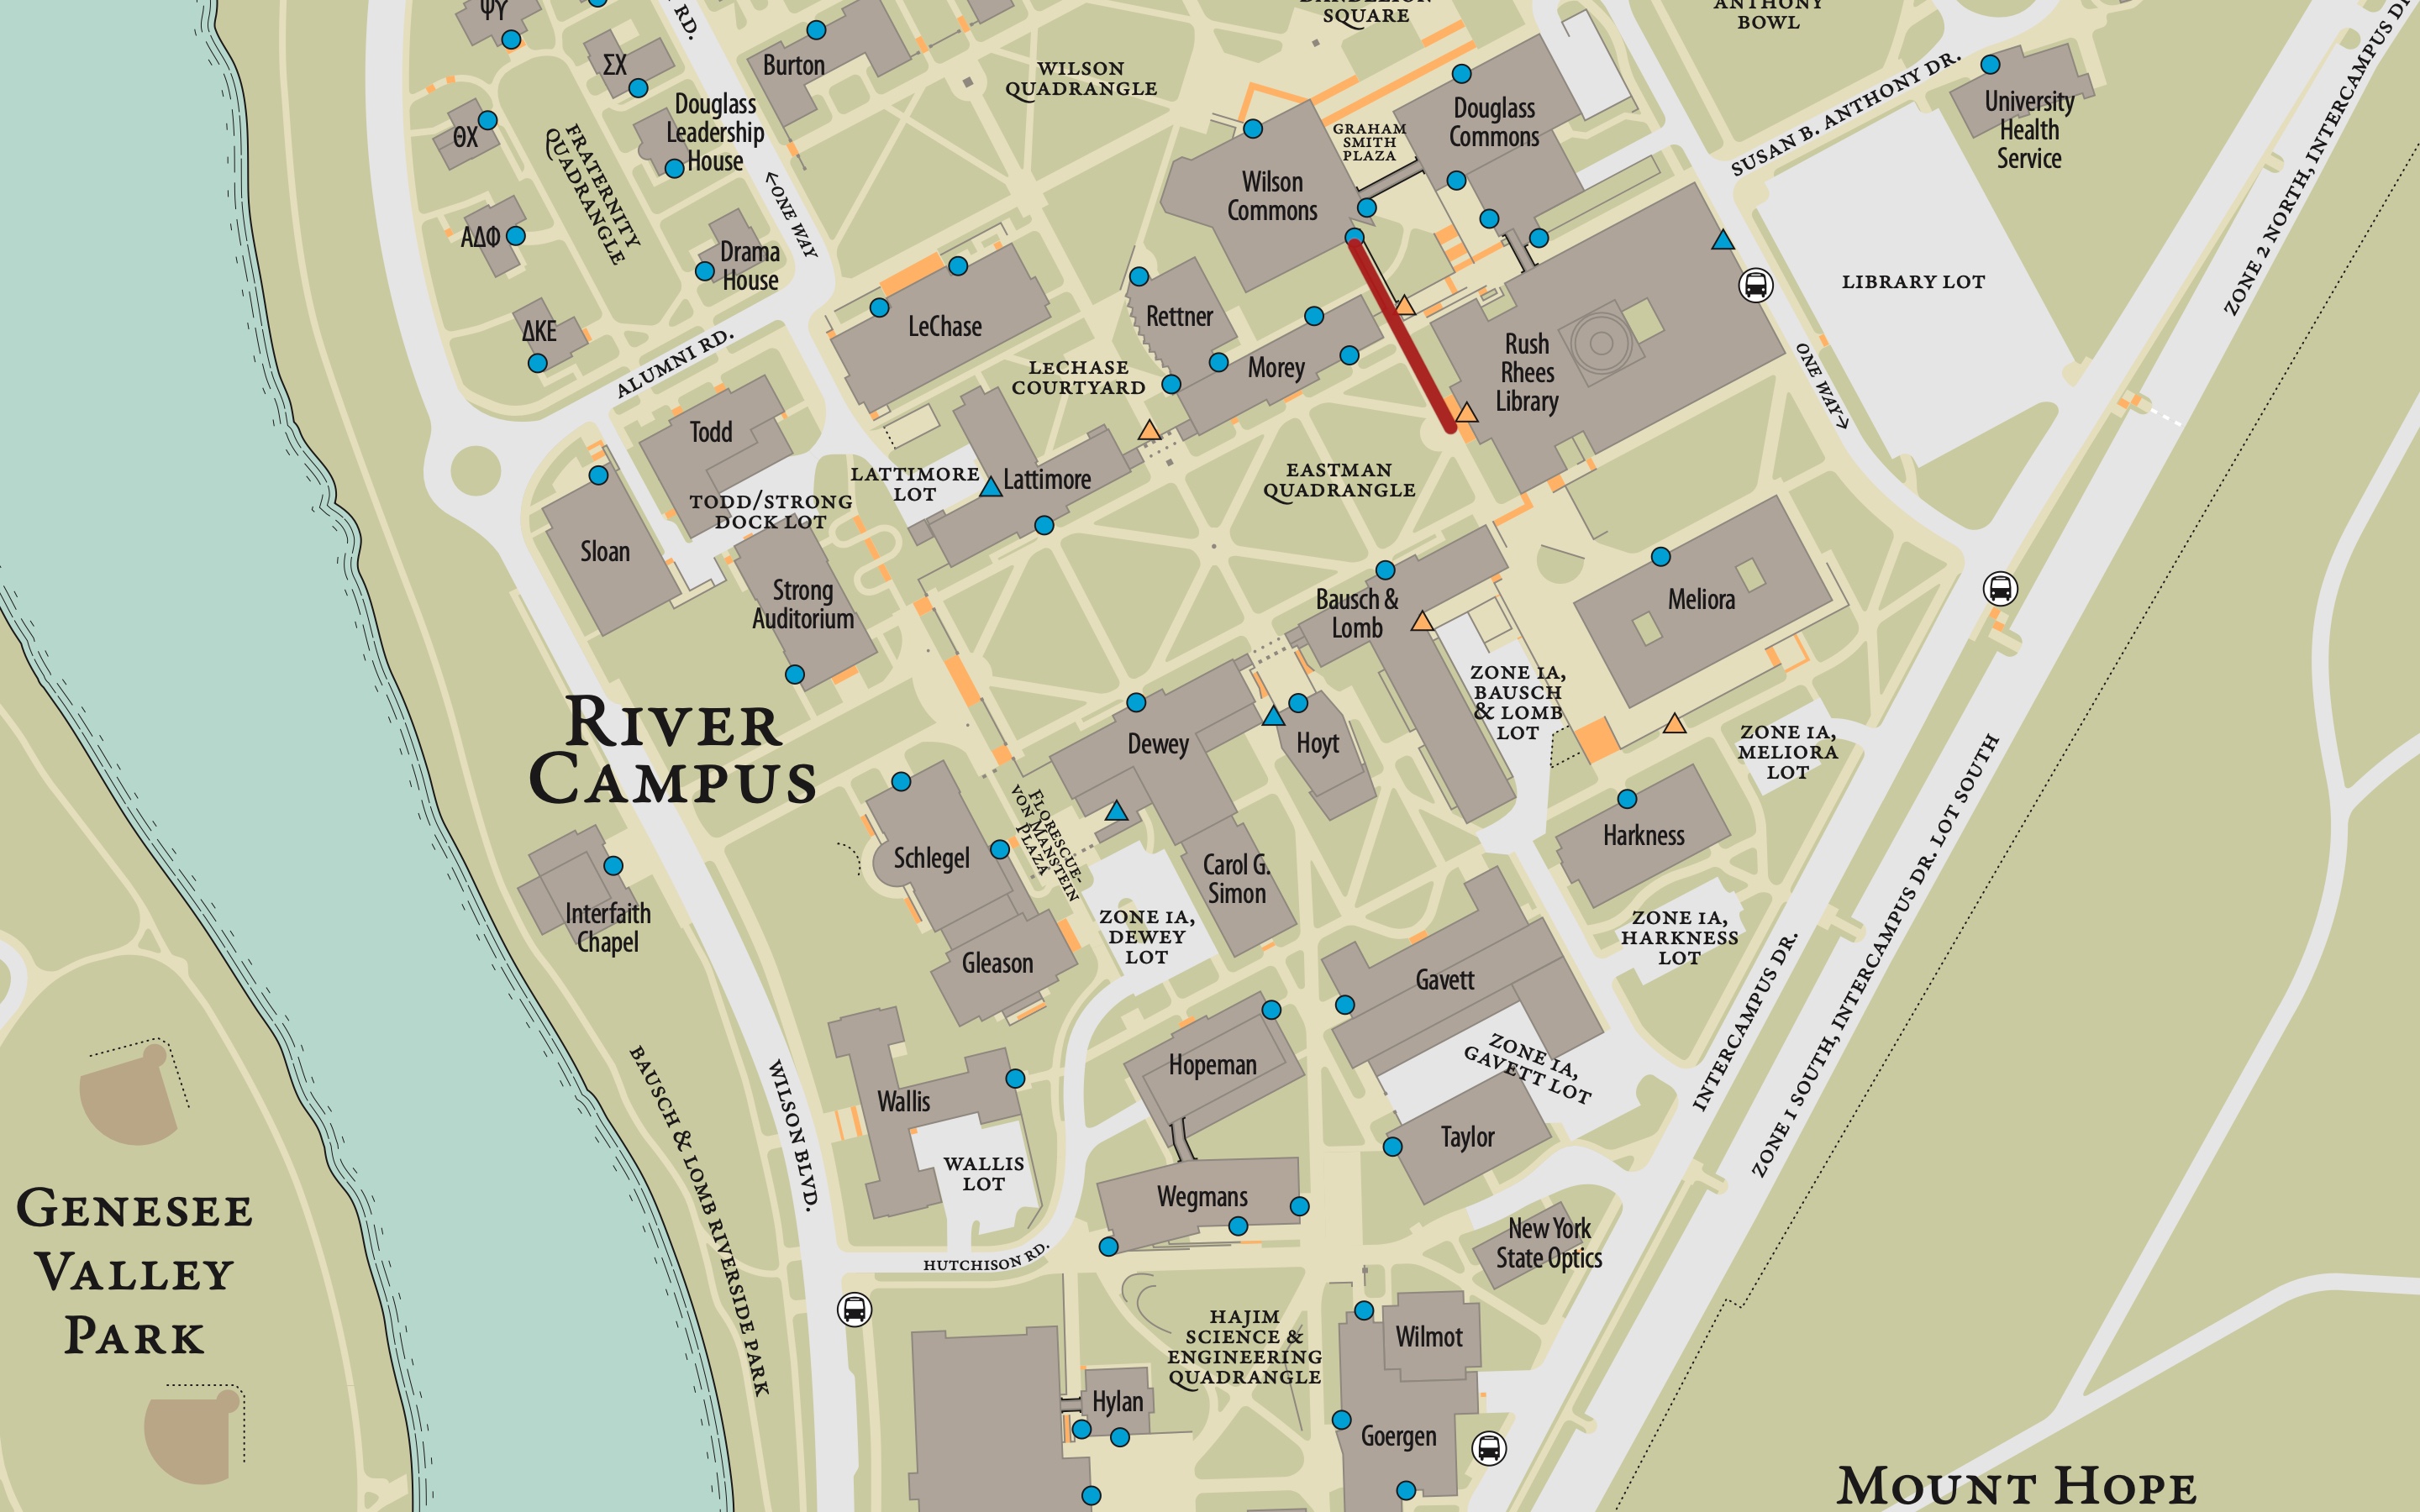 ΨΥ
RD.
DANDELION
SQUARE
ANTHONY
BOWL
ΣΧ
Burton
WILSON
QUADRANGLE
SUSAN B. ANTHONY DR.
University
Health
Service
ΘΧ
FRATERNITY
QUADRANGLE
Douglass
Leadership
House
←ONE WAY
GRAHAM
SMITH
PLAZA
Douglass
Commons
Wilson
Commons
ZONE 2 NORTH, INTERCAMPUS DR.
ΑΔΦ
Drama
House
LIBRARY LOT
ΔΚΕ
ALUMNI RD.
LeChase
Rettner
Morey
LECHASE
COURTYARD
Rush
Rhees
Library
ONE WAY→
Todd
LATTIMORE
LOT
Lattimore
EASTMAN
QUADRANGLE
TODD/STRONG
DOCK LOT
Sloan
Strong
Auditorium
Bausch &
Lomb
Meliora
RIVER
CAMPUS
ZONE 1A,
BAUSCH
& LOMB
LOT
Dewey
Hoyt
ZONE 1A,
MELIORA
LOT
FLORESCUE-
VON MANSTEIN
PLAZA
Schlegel
Carol G.
Simon
Harkness
Interfaith
Chapel
ZONE 1A,
DEWEY
LOT
ZONE 1A,
HARKNESS
LOT
Gleason
Gavett
INTERCAMPUS DR.
ZONE 1 SOUTH, INTERCAMPUS DR. LOT SOUTH
Hopeman
ZONE 1A,
GAVETT LOT
BAUSCH & LOMB RIVERSIDE PARK
WILSON BLVD.
Wallis
Taylor
WALLIS
LOT
Wegmans
GENESEE
VALLEY
PARK
New York
State Optics
HUTCHISON RD.
HAJIM
SCIENCE &
ENGINEERING
QUADRANGLE
Wilmot
Hylan
Goergen
MOUNT HOPE